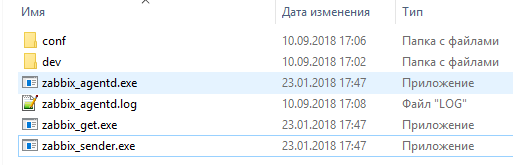 Имя Дата изменения Тип
conf 10.09.2018 17:06 Папка с файлами
dev 10.09.2018 17:02 Папка с файлами
zabbix_agentd.exe 23.01.2018 17:47 Приложение
zabbix_agentd.log 10.09.2018 17:08 Файл "LOG"
zabbix_get.exe 23.01.2018 17:47 Приложение
zabbix_sender.exe 23.01.2018 17:47 Приложение